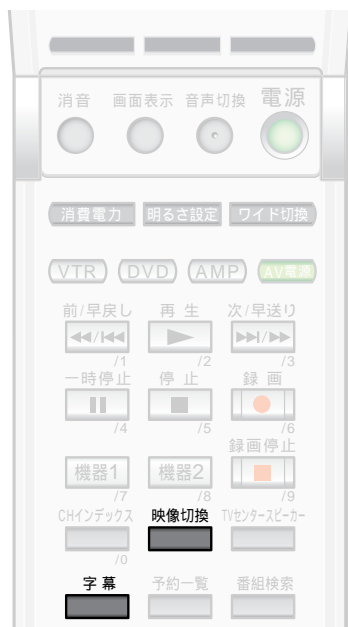 消音 画面表示 音声切換 電源
消費電力 明るさ設定 ワイド切換
VTR DVD AMP AV電源
前/早戻し 再生 次/早送り
/1 /2 /3
一時停止 停止 録画
/4 /5 /6
録画停止
機器1 機器2
/7 /8 /9
CHインデックス 映像切換 TVセンタースピーカー
/0
字幕 予約一覧 番組検索